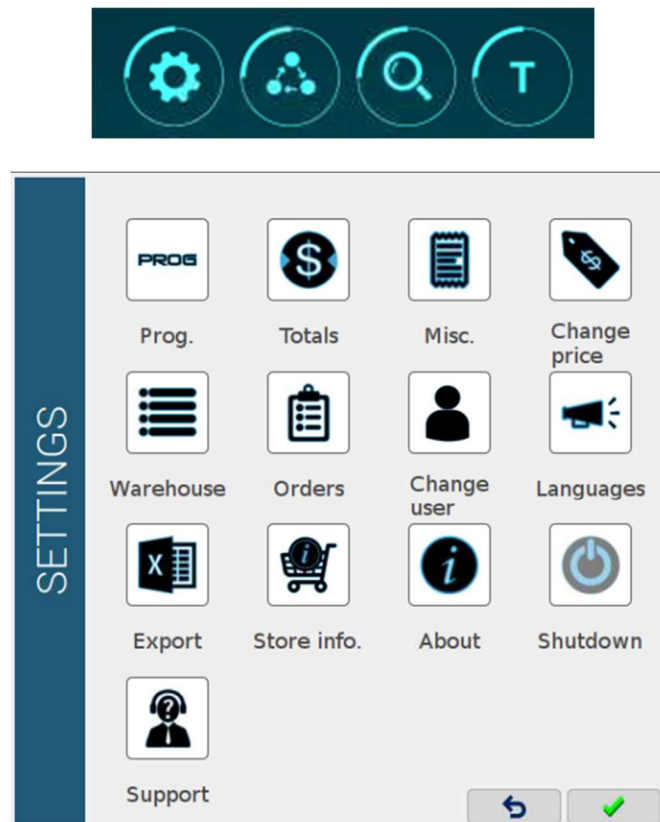 T
SETTINGS
PROG
$
$
Prog.
Totals
Misc.
Change
price
Warehouse
Orders
Change
user
Languages
X
i
i
Export
Store info.
About
Shutdown
?
Support